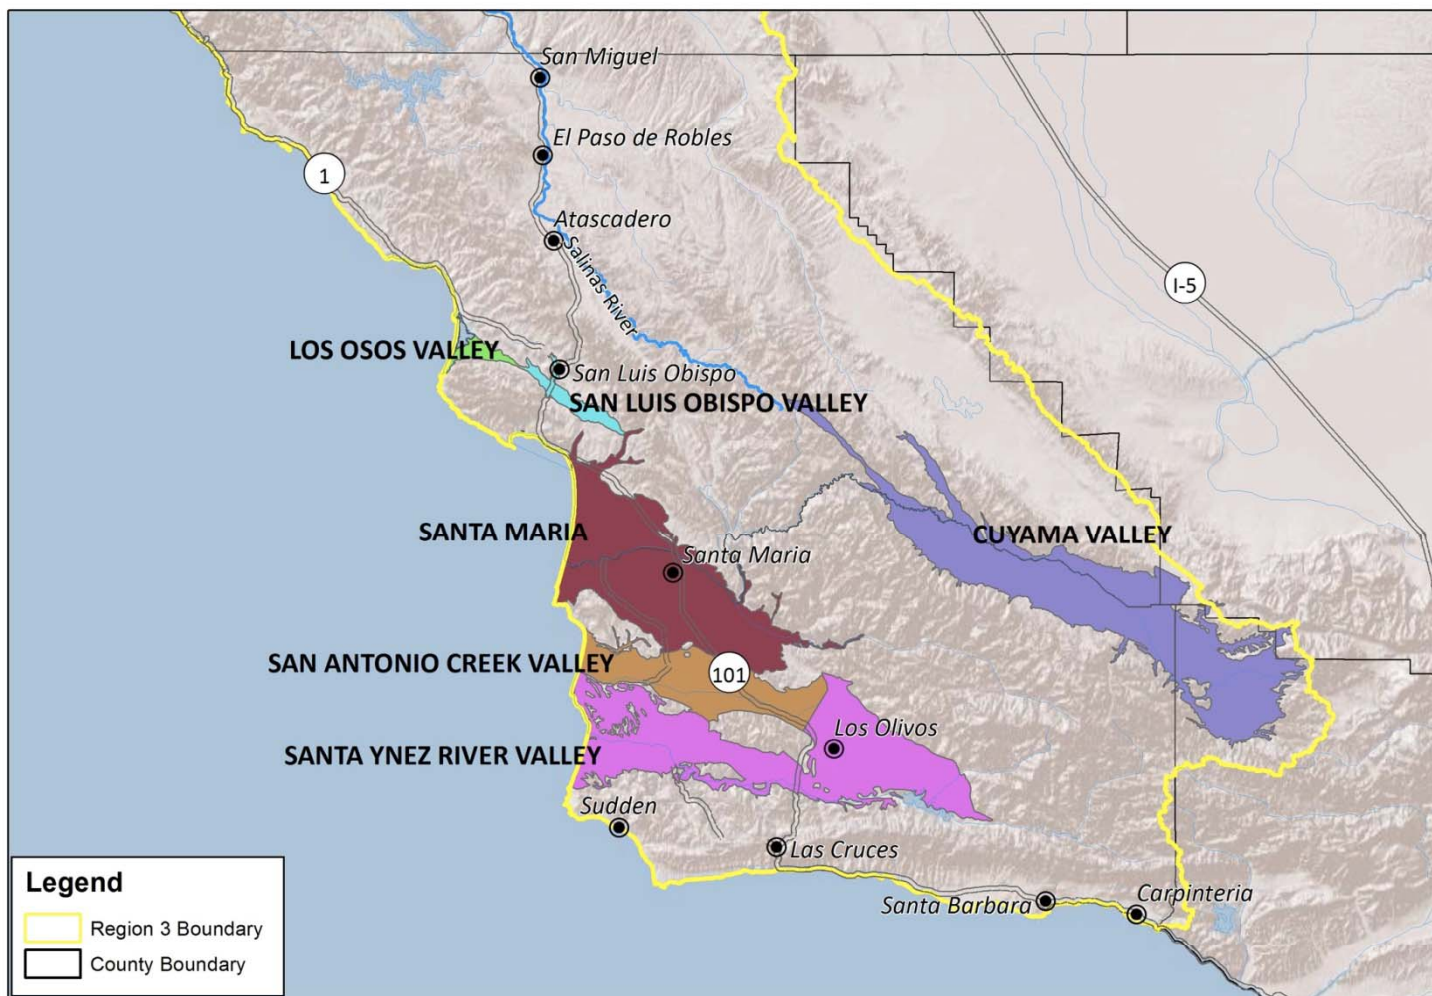 San Miguel
El Paso de Robles
1
Atascadero
Salinas River
I-5
LOS OSOS VALLEY
San Luis Obispo
SAN LUIS OBISPO VALLEY
SANTA MARIA
CUYAMA VALLEY
Santa Maria
SAN ANTONIO CREEK VALLEY
101
Los Olivos
SANTA YNEZ RIVER VALLEY
Sudden
Las Cruces
Santa Barbara
Carpinteria
Legend
Region 3 Boundary
County Boundary